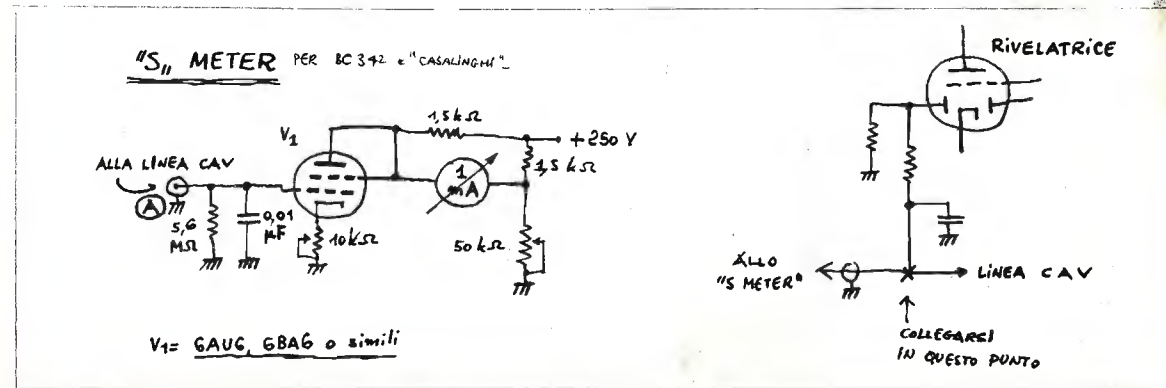 "S„ METER PER BC 342 e "CASALINGHI"
RIVELATRICE
1,5 kΩ
V1
+250 V
1,5 kΩ
ALLA LINEA CAV
A
1
mA
5,6
MΩ
0,01
μF
10 kΩ
50 kΩ
ALLO
"S METER"
LINEA CAV
COLLEGARSI
IN QUESTO PUNTO
V1= 6AU6, 6BA6 o simili